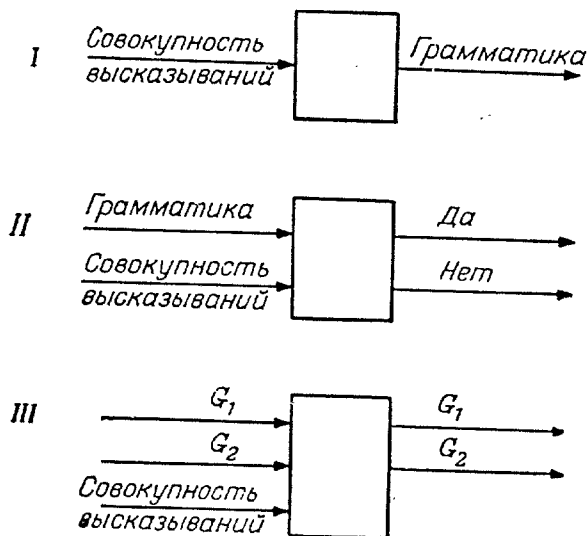 I
Совокупность
высказываний
Грамматика
II
Грамматика
Совокупность
высказываний
Да
Нет
III
G₁
G₂
Совокупность
высказываний
G₁
G₂